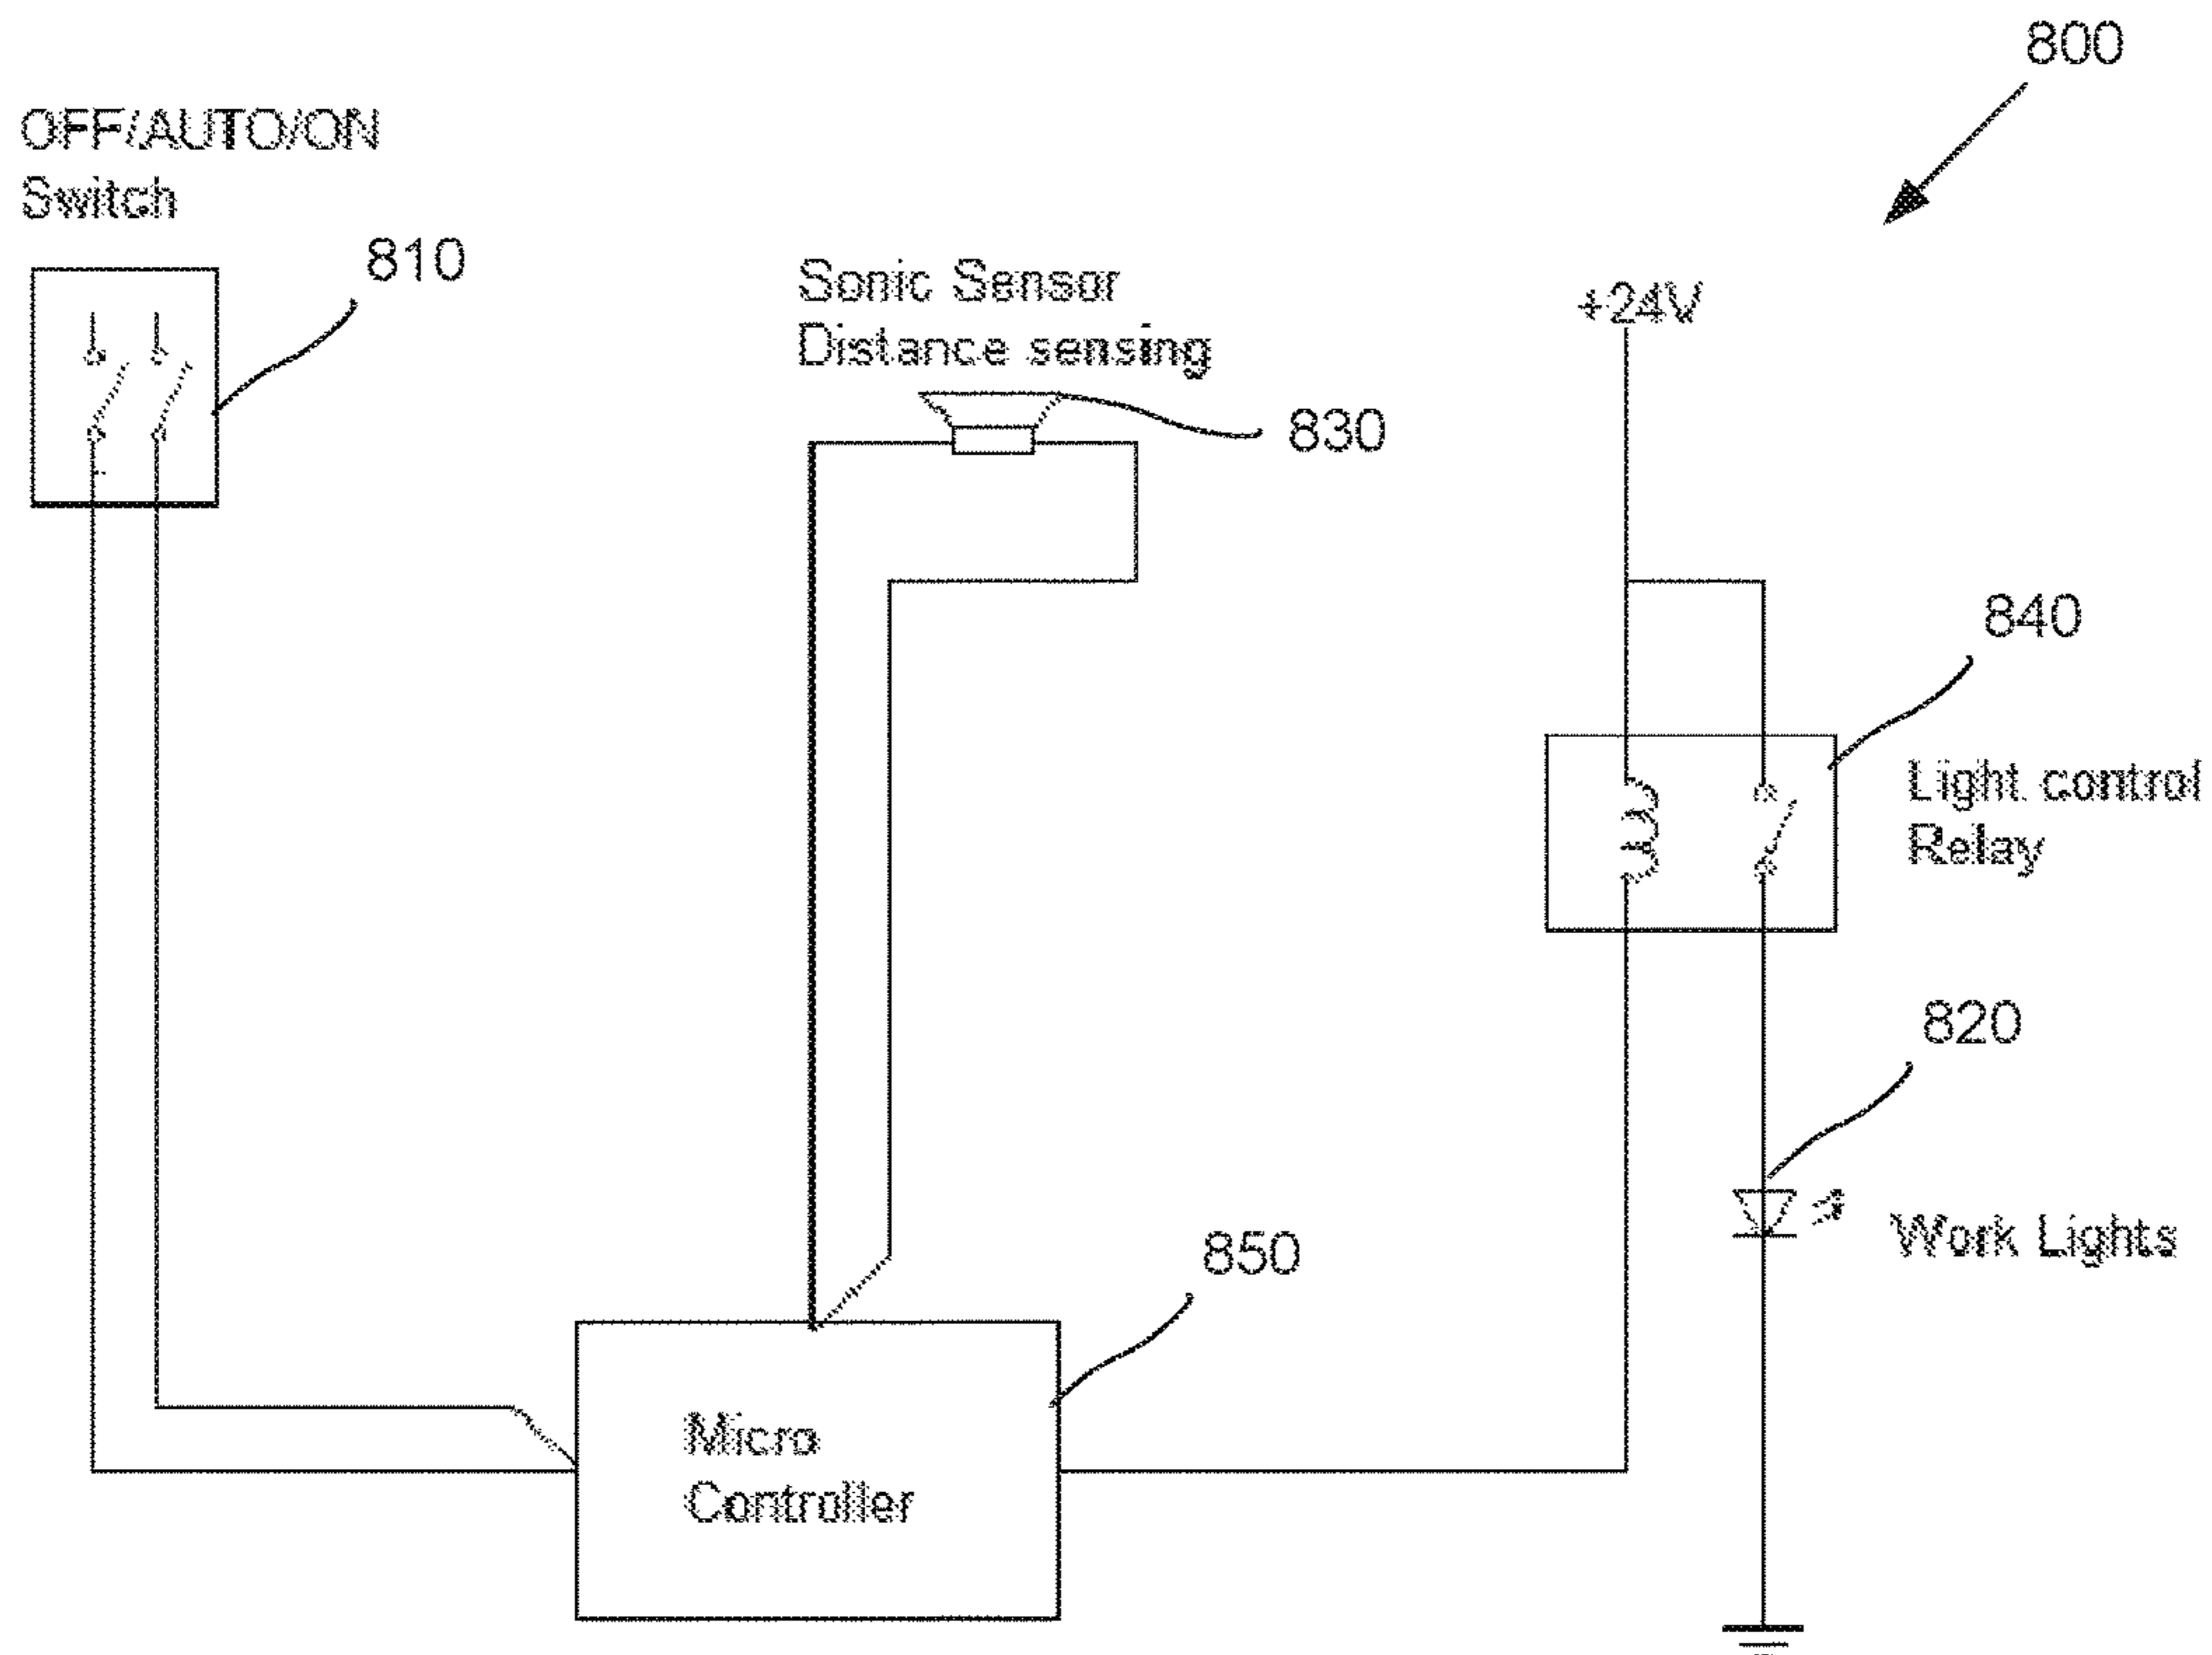 800
OFF/AUTO/ON
Switch
810
Sonic Sensor
Distance sensing
830
+24V
840
Light control
Relay
820
Work Lights
850
Micro
Controller